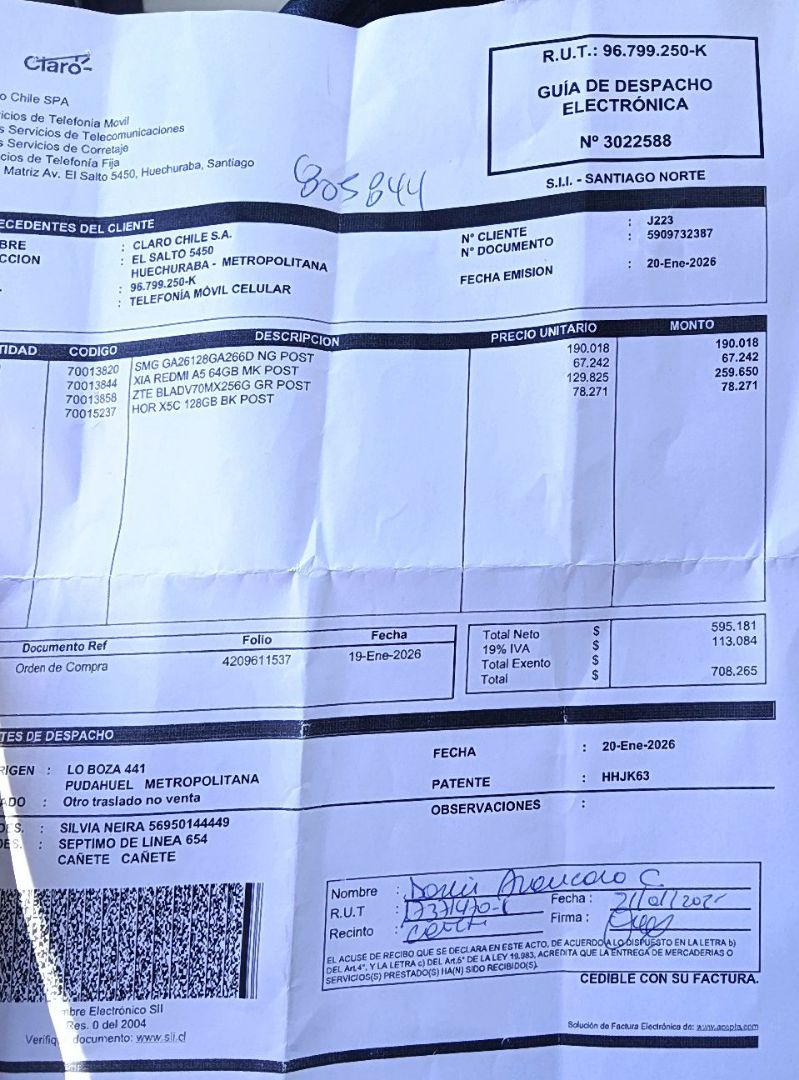 Claro-
R.U.T.: 96.799.250-K
GUÍA DE DESPACHO
ELECTRÓNICA
Nº 3022588
S.I.I. - SANTIAGO NORTE
o Chile SPA
icios de Telefonía Movil
s Servicios de Telecomunicaciones
s Servicios de Corretaje
cios de Telefonía Fija
Matriz Av. El Salto 5450, Huechuraba, Santiago
805844
ECEDENTES DEL CLIENTE
BRE : CLARO CHILE S.A.
CCION : EL SALTO 5450
HUECHURABA - METROPOLITANA
: 96.799.250-K
: TELEFONÍA MÓVIL CELULAR
Nº CLIENTE : J223
Nº DOCUMENTO : 5909732387
FECHA EMISION : 20-Ene-2026
TIDAD CODIGO DESCRIPCION PRECIO UNITARIO MONTO
70013820 SMG GA26128GA266D NG POST 190.018 190.018
70013844 XIA REDMI A5 64GB MK POST 67.242 67.242
70013858 ZTE BLADV70MX256G GR POST 129.825 259.650
70015237 HOR X5C 128GB BK POST 78.271 78.271
Documento Ref Folio Fecha
Orden de Compra 4209611537 19-Ene-2026
Total Neto $ 595.181
19% IVA $ 113.084
Total Exento $
Total $ 708.265
TES DE DESPACHO
RIGEN : LO BOZA 441
PUDAHUEL METROPOLITANA
ADO : Otro traslado no venta
DES. : SILVIA NEIRA 56950144449
DES. : SEPTIMO DE LINEA 654
CAÑETE CAÑETE
FECHA : 20-Ene-2026
PATENTE : HHJK63
OBSERVACIONES :
Nombre :
R.U.T :
Recinto :
Fecha :
Firma :
EL ACUSE DE RECIBO QUE SE DECLARA EN ESTE ACTO, DE ACUERDO A LO DISPUESTO EN LA LETRA b)
DEL Art.4°, Y LA LETRA c) DEL Art.5° DE LA LEY 19.983, ACREDITA QUE LA ENTREGA DE MERCADERIAS O
SERVICIOS(S) PRESTADO(S) HA(N) SIDO RECIBIDO(S).
CEDIBLE CON SU FACTURA.
mbre Electrónico SII
Res. 0 del 2004
Verifiq documento: www.sii.cl
Solución de Factura Electrónica de: www.acepta.com